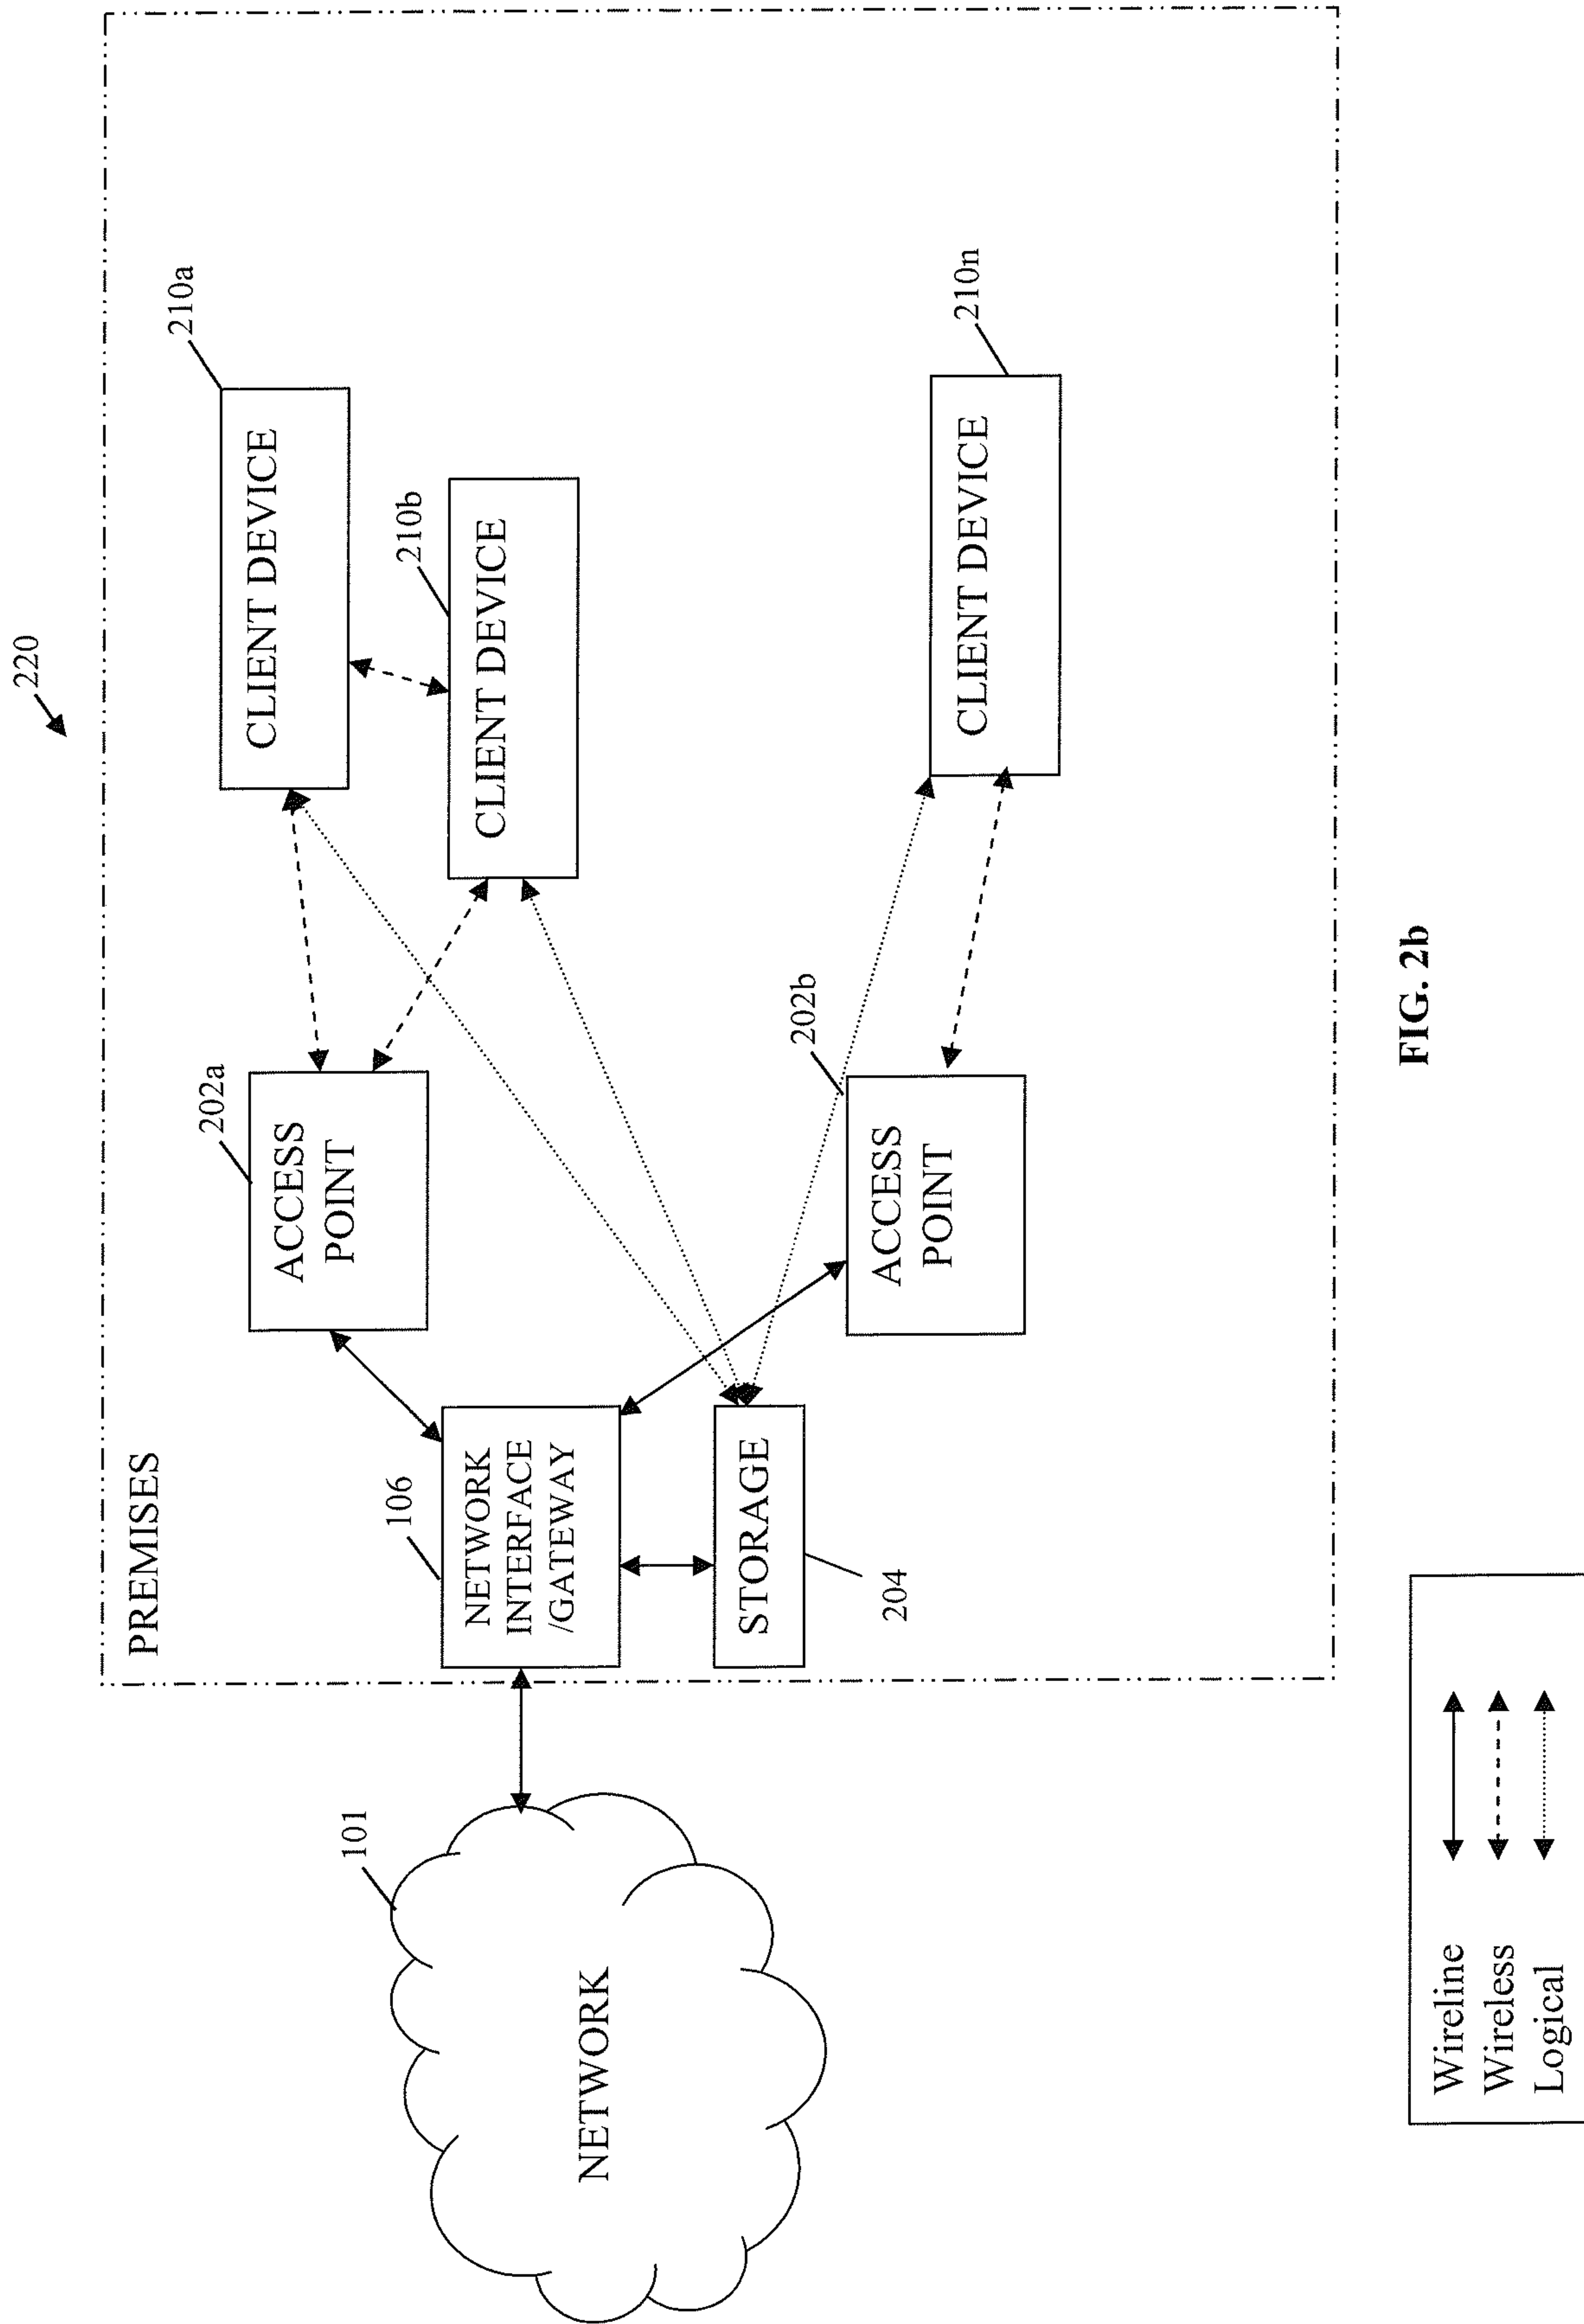 220
PREMISES
210a
CLIENT DEVICE
202a
ACCESS
POINT
210b
CLIENT DEVICE
101
NETWORK
106
NETWORK
INTERFACE
/GATEWAY
STORAGE
204
202b
ACCESS
POINT
210n
CLIENT DEVICE
FIG. 2b
Wireline
Wireless
Logical